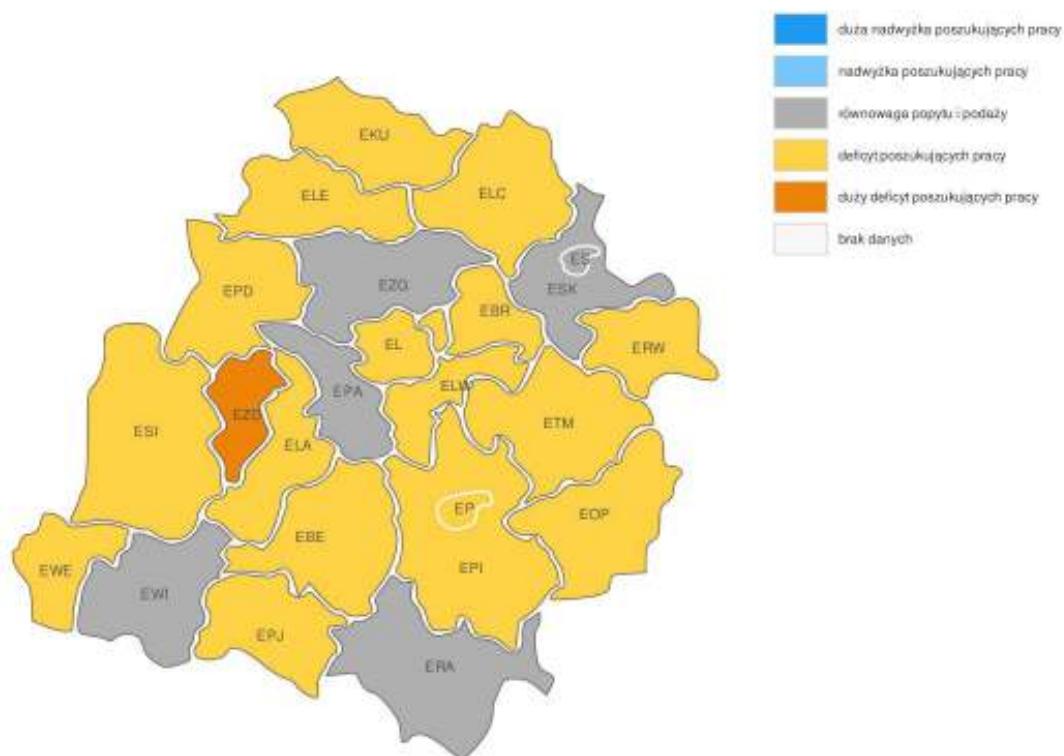 duża nadwyżka poszukujących pracy
nadwyżka poszukujących pracy
równowaga popytu i podaży
deficyt poszukujących pracy
duży deficyt poszukujących pracy
brak danych
EKU
ELE
ELC
ES
EZG
ESK
EPD
EBR
EL
ERW
EPA
ELW
EZD
ESI
ELA
ETM
EP
EOP
EBE
EWE
EPI
EWI
EPJ
ERA